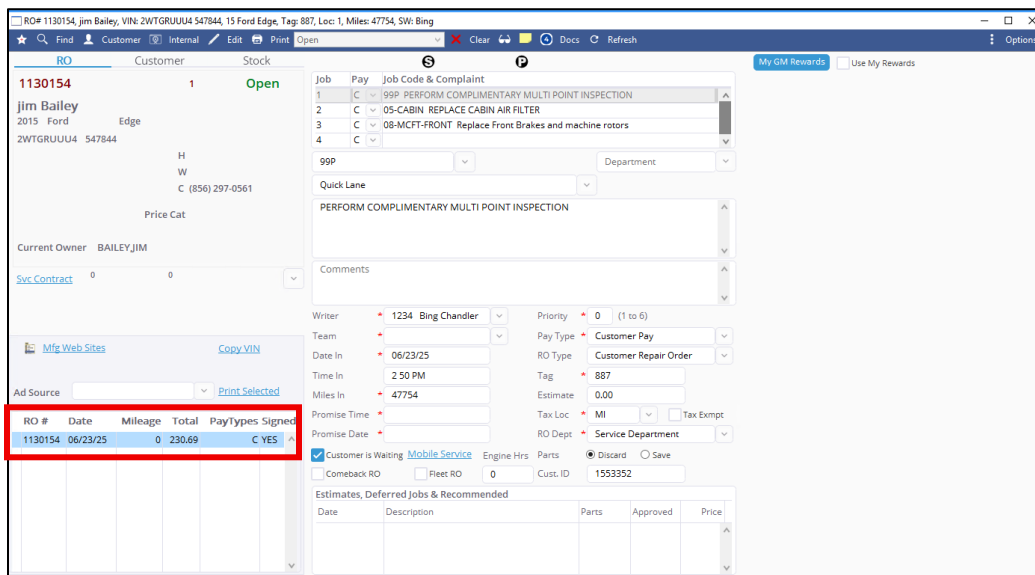 RO# 1130154, jim Bailey, VIN: 2WTGRUUU4 547844, 15 Ford Edge, Tag: 887, Loc: 1, Miles: 47754, SW: Bing
Find Customer Internal Edit Print Open Clear Docs Refresh Options
RO Customer Stock
1130154 1 Open
jim Bailey
2015 Ford Edge
2WTGRUUU4 547844
H
W
C (856) 297-0561
Price Cat
Current Owner BAILEY,JIM
Svc Contract 0 0
Mfg Web Sites Copy VIN
Ad Source Print Selected
RO # Date Mileage Total PayTypes Signed
1130154 06/23/25 0 230.69 C YES
S P
Job Pay Job Code & Complaint
1 C 99P PERFORM COMPLIMENTARY MULTI POINT INSPECTION
2 C 05-CABIN REPLACE CABIN AIR FILTER
3 C 08-MCFT-FRONT Replace Front Brakes and machine rotors
4 C
99P Department
Quick Lane
PERFORM COMPLIMENTARY MULTI POINT INSPECTION
Comments
Writer * 1234 Bing Chandler Priority * 0 (1 to 6)
Team * Pay Type * Customer Pay
Date In * 06/23/25 RO Type Customer Repair Order
Time In 2 50 PM Tag * 887
Miles In * 47754 Estimate 0.00
Promise Time * Tax Loc * MI Tax Exmpt
Promise Date * RO Dept * Service Department
Customer is Waiting Mobile Service Engine Hrs Parts Discard Save
Comeback RO Fleet RO 0 Cust. ID 1553352
Estimates, Deferred Jobs & Recommended
Date Description Parts Approved Price
My GM Rewards Use My Rewards